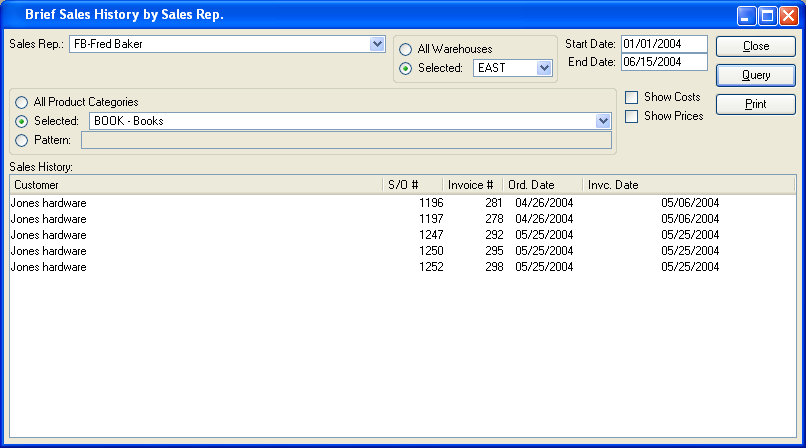 Brief Sales History by Sales Rep.
Sales Rep.: FB-Fred Baker
All Warehouses
Selected: EAST
Start Date: 01/01/2004
End Date: 06/15/2004
Close
Query
Print
All Product Categories
Selected: BOOK - Books
Pattern:
Show Costs
Show Prices
Sales History:
Customer S/O # Invoice # Ord. Date Invc. Date
Jones hardware 1196 281 04/26/2004 05/06/2004
Jones hardware 1197 278 04/26/2004 05/06/2004
Jones hardware 1247 292 05/25/2004 05/25/2004
Jones hardware 1250 295 05/25/2004 05/25/2004
Jones hardware 1252 298 05/25/2004 05/25/2004